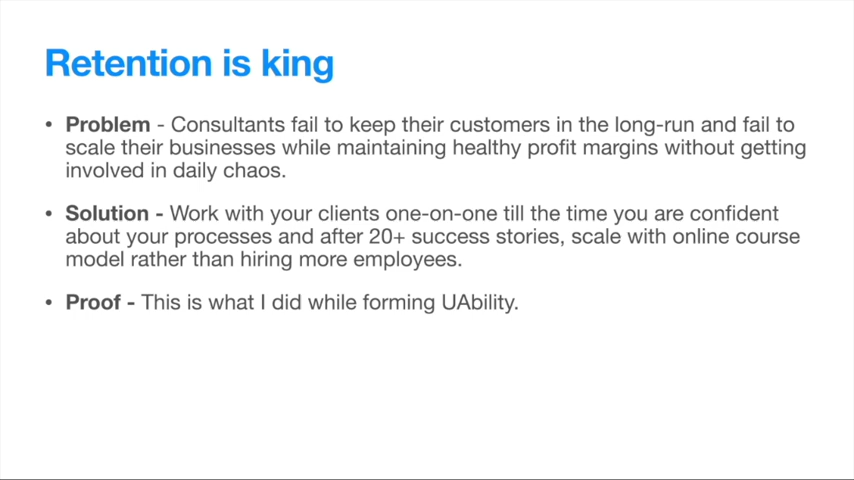 Retention is king
• Problem - Consultants fail to keep their customers in the long-run and fail to
scale their businesses while maintaining healthy profit margins without getting
involved in daily chaos.
• Solution - Work with your clients one-on-one till the time you are confident
about your processes and after 20+ success stories, scale with online course
model rather than hiring more employees.
• Proof - This is what I did while forming UAbility.